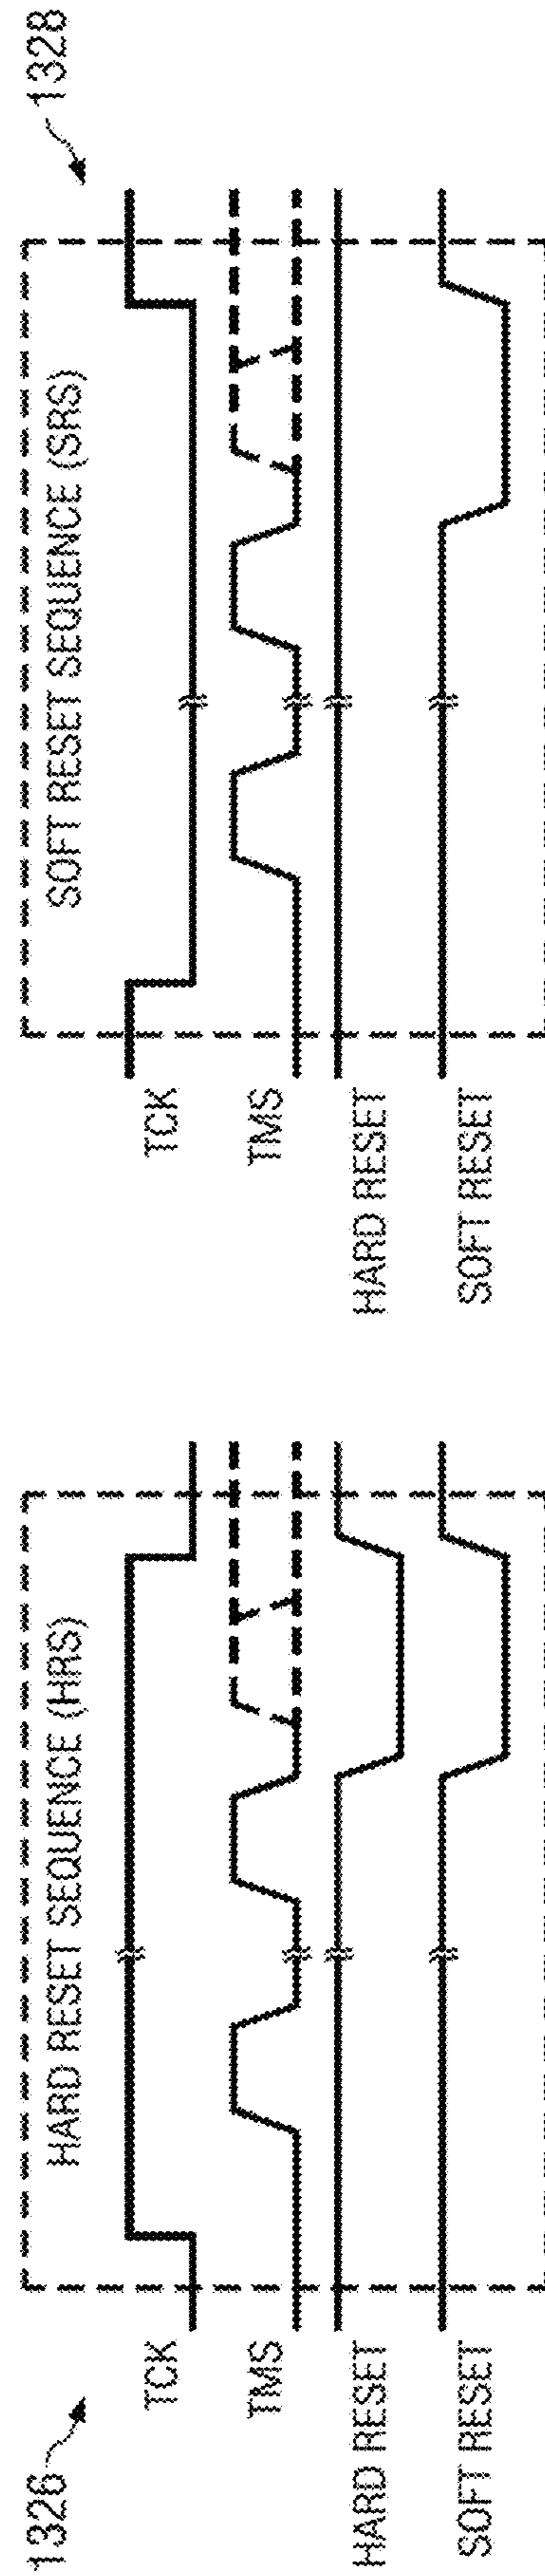 1326
HARD RESET SEQUENCE (HRS)
TCK
TMS
HARD RESET
SOFT RESET
1328
SOFT RESET SEQUENCE (SRS)
TCK
TMS
HARD RESET
SOFT RESET